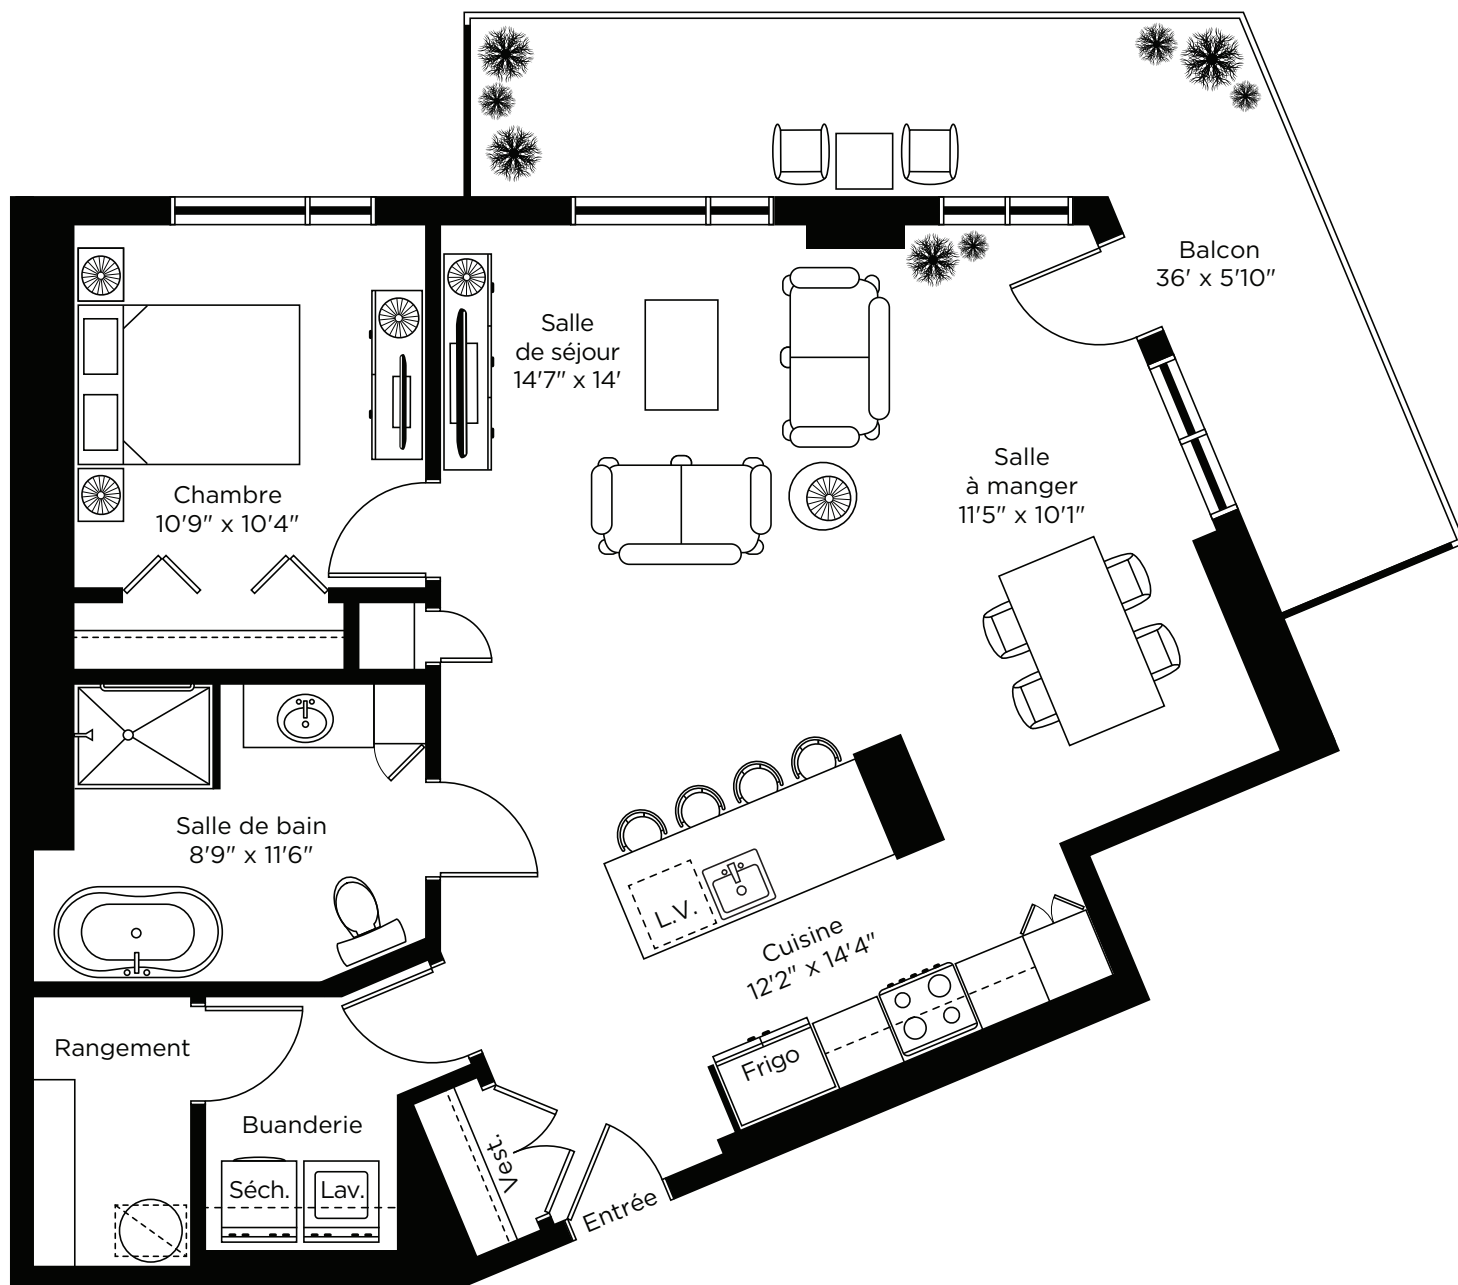 Balcon
36' x 5'10"
Salle
de séjour
14'7" x 14'
Salle
à manger
11'5" x 10'1"
Chambre
10'9" x 10'4"
Salle de bain
8'9" x 11'6"
L.V.
Cuisine
12'2" x 14'4"
Frigo
Rangement
Buanderie
Séch.
Lav.
Vest.
Entrée